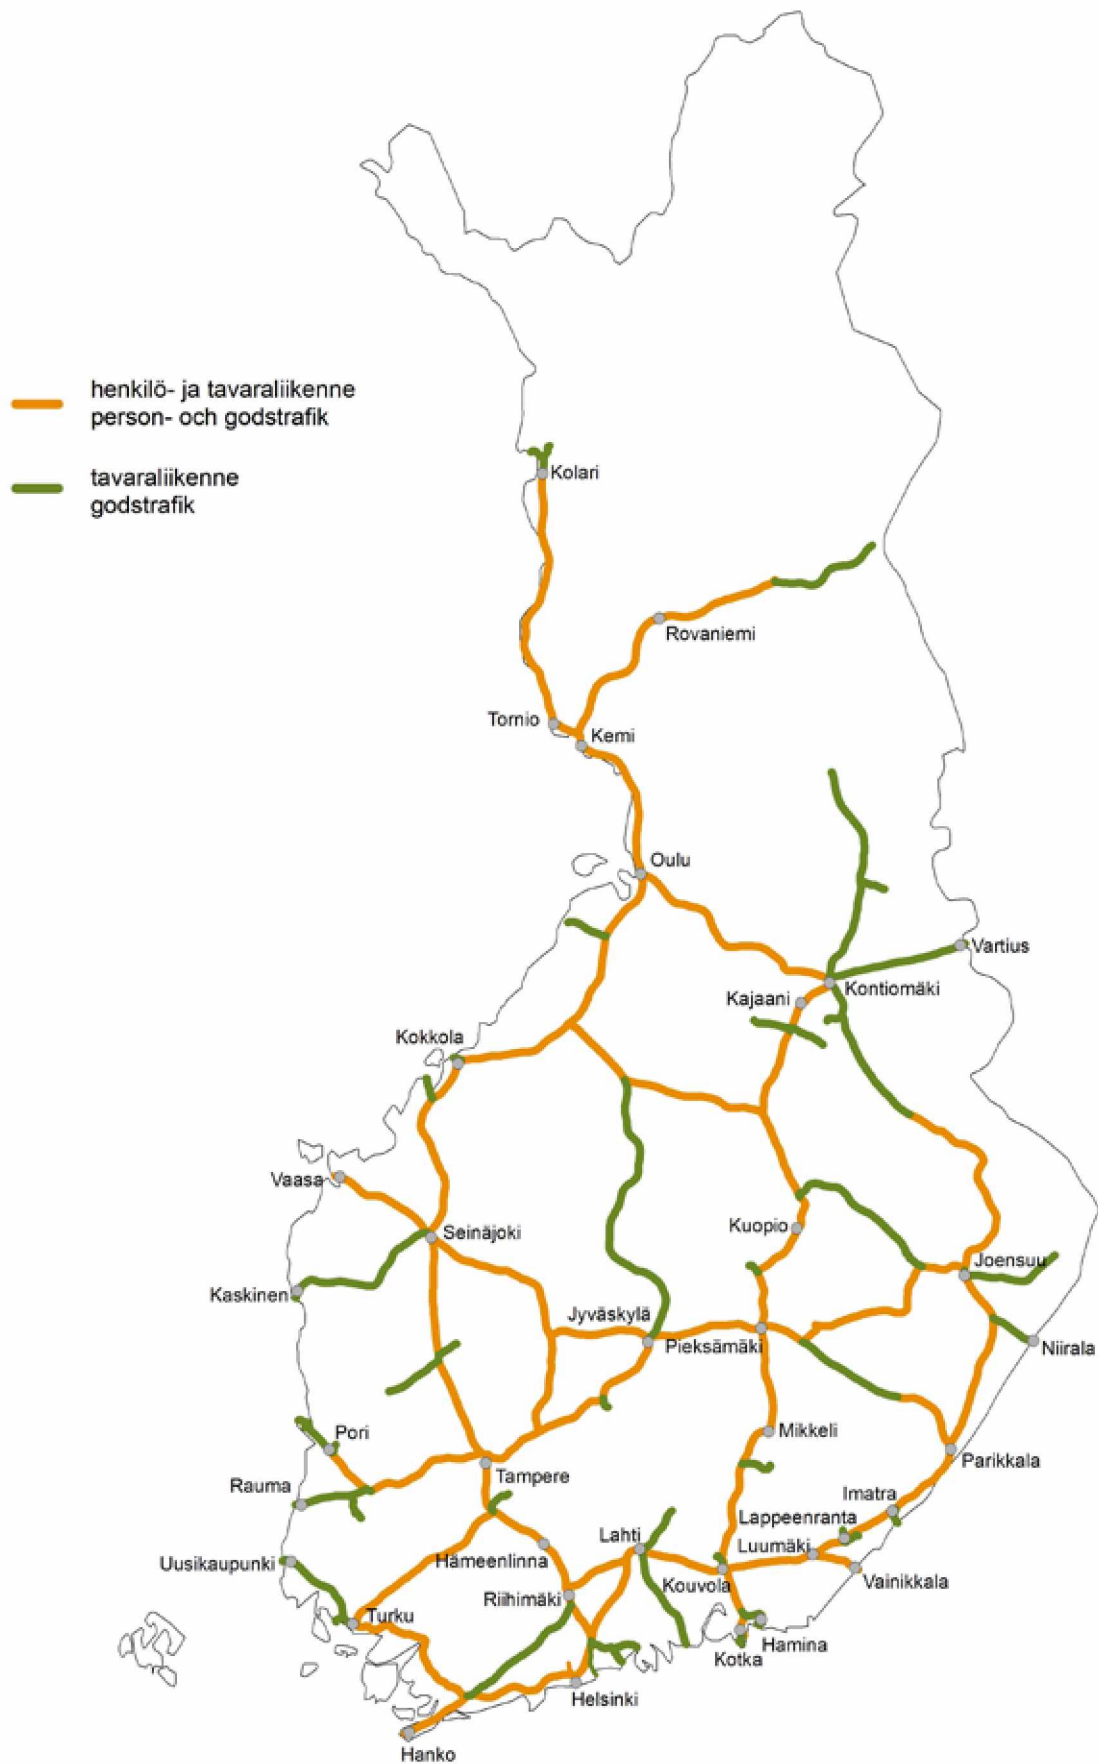 henkilö- ja tavaraliikenne
person- och godstrafik
tavaraliikenne
godstrafik
Kolari
Rovaniemi
Tornio
Kemi
Oulu
Vartius
Kajaani
Kontiomäki
Kokkola
Vaasa
Seinäjoki
Kuopio
Joensuu
Kaskinen
Jyväskylä
Pieksämäki
Niirala
Pori
Mikkeli
Parikkala
Tampere
Rauma
Imatra
Lappeenranta
Lahti
Luumäki
Uusikaupunki
Hämeenlinna
Kouvola
Vainikkala
Riihimäki
Turku
Hamina
Kotka
Helsinki
Hanko